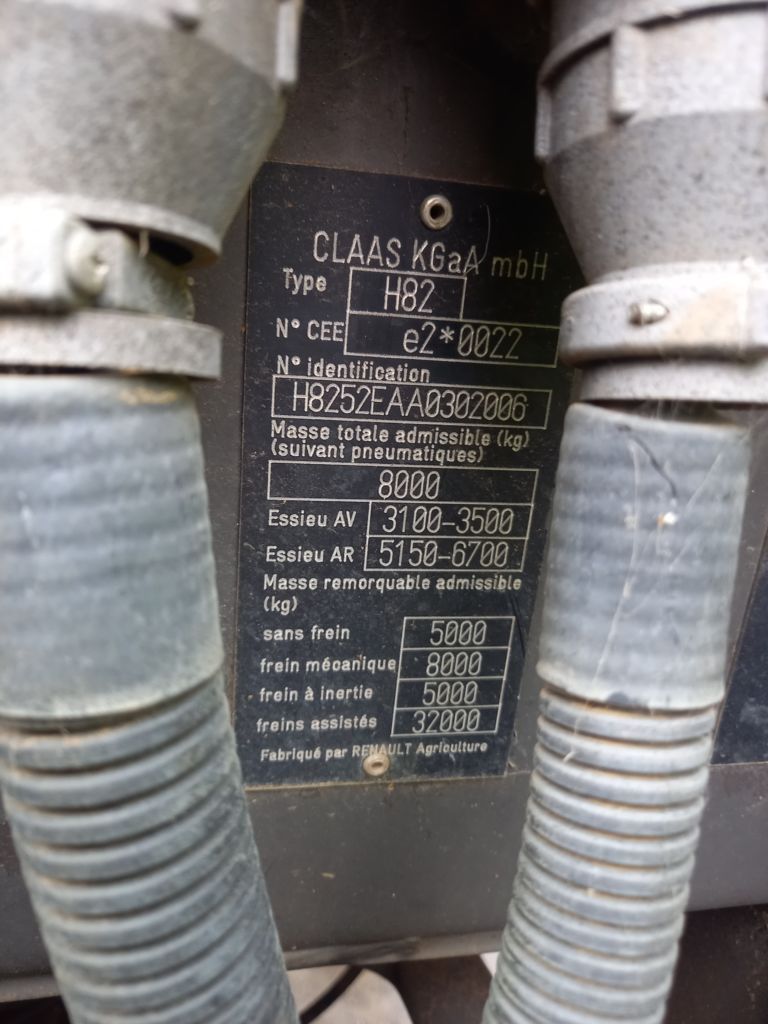 CLAAS KGaA mbH
Type H82
N° CEE e2*0022
N° identification
H8252EAA0302006
Masse totale admissible (kg)
(suivant pneumatiques)
8000
Essieu AV 3100-3500
Essieu AR 5150-6700
Masse remorquable admissible
(kg)
sans frein 5000
frein mécanique 8000
frein à inertie 5000
freins assistés 32000
Fabriqué par RENAULT Agriculture